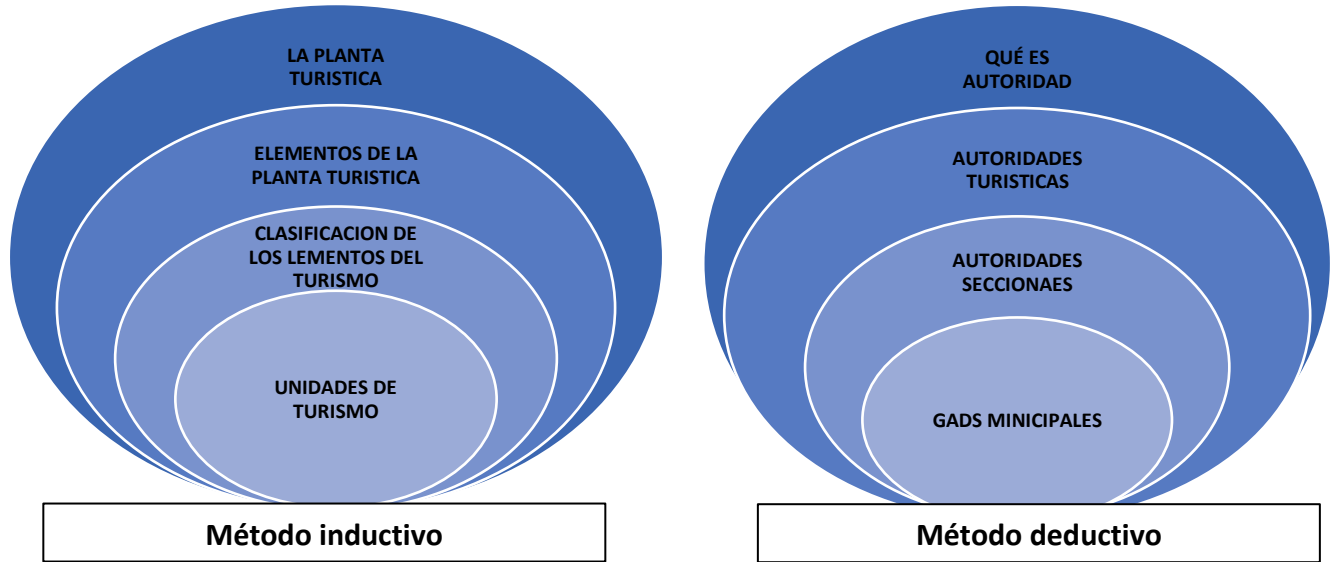 LA PLANTA
TURISTICA
ELEMENTOS DE LA
PLANTA TURISTICA
CLASIFICACION DE
LOS LEMENTOS DEL
TURISMO
UNIDADES DE
TURISMO
Método inductivo
QUÉ ES
AUTORIDAD
AUTORIDADES
TURISTICAS
AUTORIDADES
SECCIONAES
GADS MINICIPALES
Método deductivo